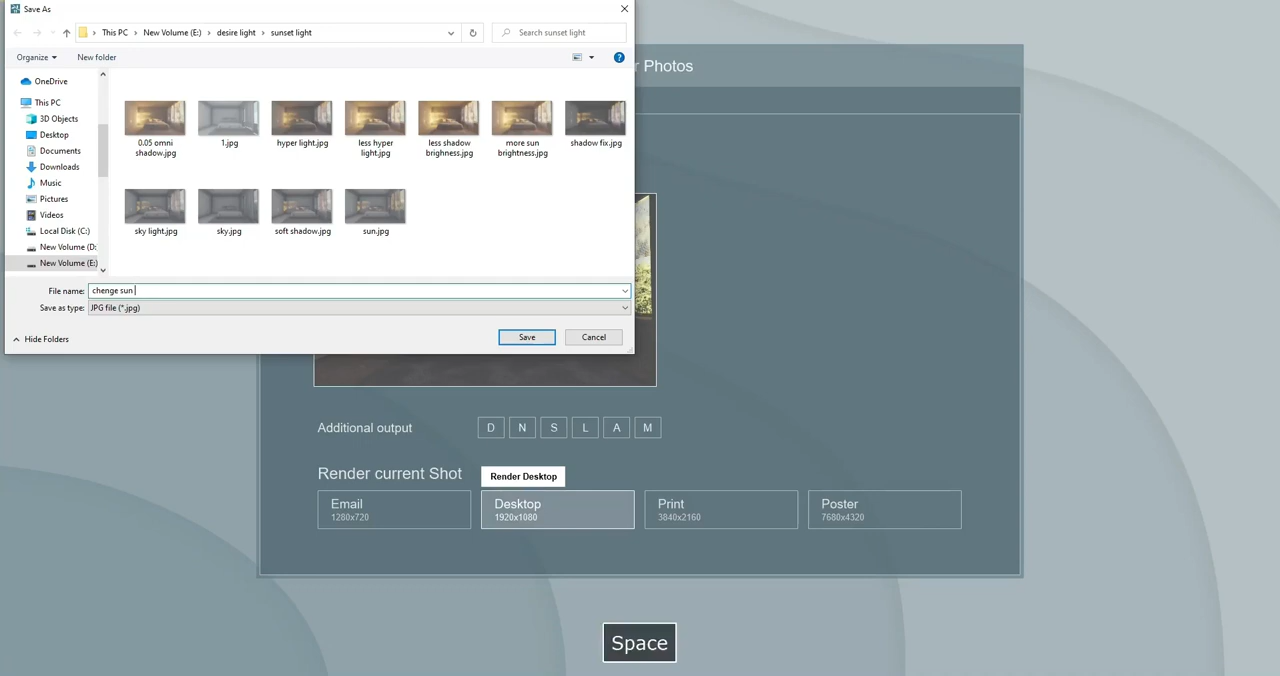 Save As
This PC
New Volume (E:)
desire light
sunset light
Search sunset light
Organize
New folder
OneDrive
This PC
3D Objects
Desktop
Documents
Downloads
Music
Pictures
Videos
Local Disk (C:)
New Volume (D:
New Volume (E:)
0.05 omni
shadow.jpg
1.jpg
hyper light.jpg
less hyper
light.jpg
less shadow
brighness.jpg
more sun
brightness.jpg
shadow fix.jpg
sky light.jpg
sky.jpg
soft shadow.jpg
sun.jpg
File name: chenge sun
Save as type: JPG file (*.jpg)
Hide Folders
Save
Cancel
r Photos
Additional output
D N S L A M
Render current Shot
Render Desktop
Email
1280x720
Desktop
1920x1080
Print
3840x2160
Poster
7680x4320
Space